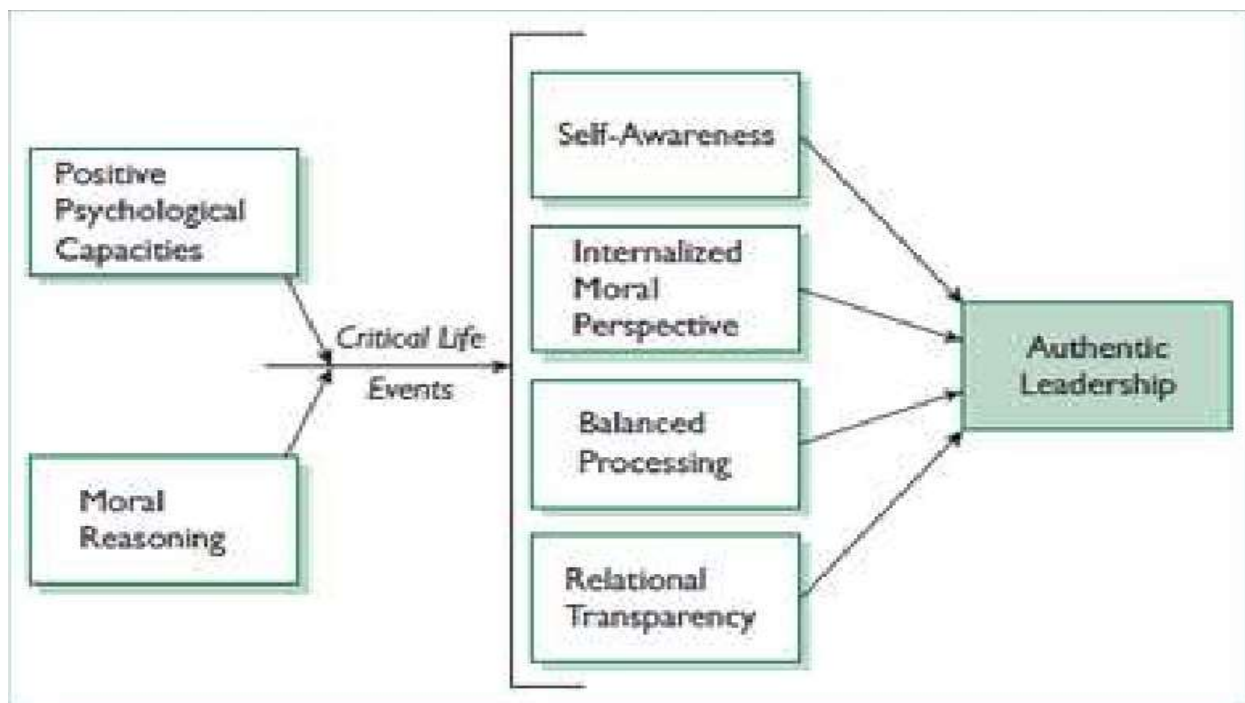 Positive
Psychological
Capacities
Moral
Reasoning
Critical Life
Events
Self-Awareness
Internalized
Moral
Perspective
Balanced
Processing
Relational
Transparency
Authentic
Leadership